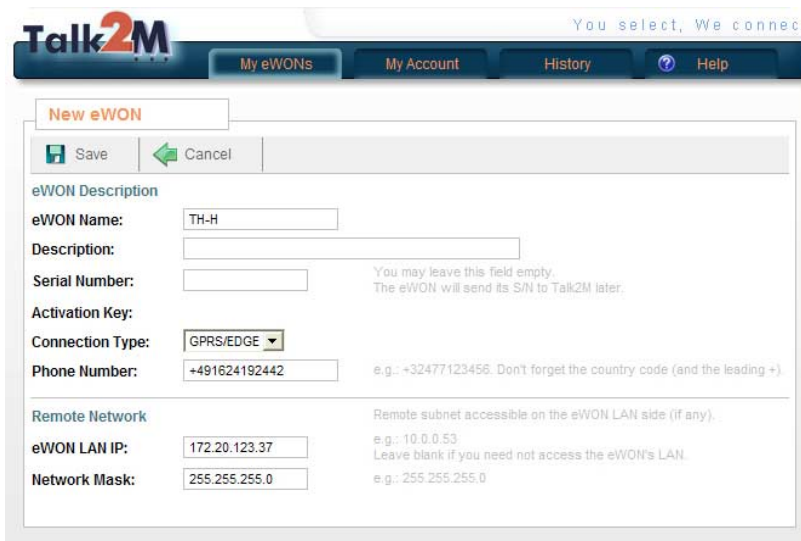 Talk2M
You select, We connec
My eWONs My Account History ? Help
New eWON
Save Cancel
eWON Description
eWON Name: TH-H
Description:
Serial Number: You may leave this field empty.
The eWON will send its S/N to Talk2M later.
Activation Key:
Connection Type: GPRS/EDGE
Phone Number: +491624192442 e.g.: +32477123456. Don't forget the country code (and the leading +).
Remote Network Remote subnet accessible on the eWON LAN side (if any).
eWON LAN IP: 172.20.123.37 e.g.: 10.0.0.53
Leave blank if you need not access the eWON's LAN.
Network Mask: 255.255.255.0 e.g.: 255.255.255.0